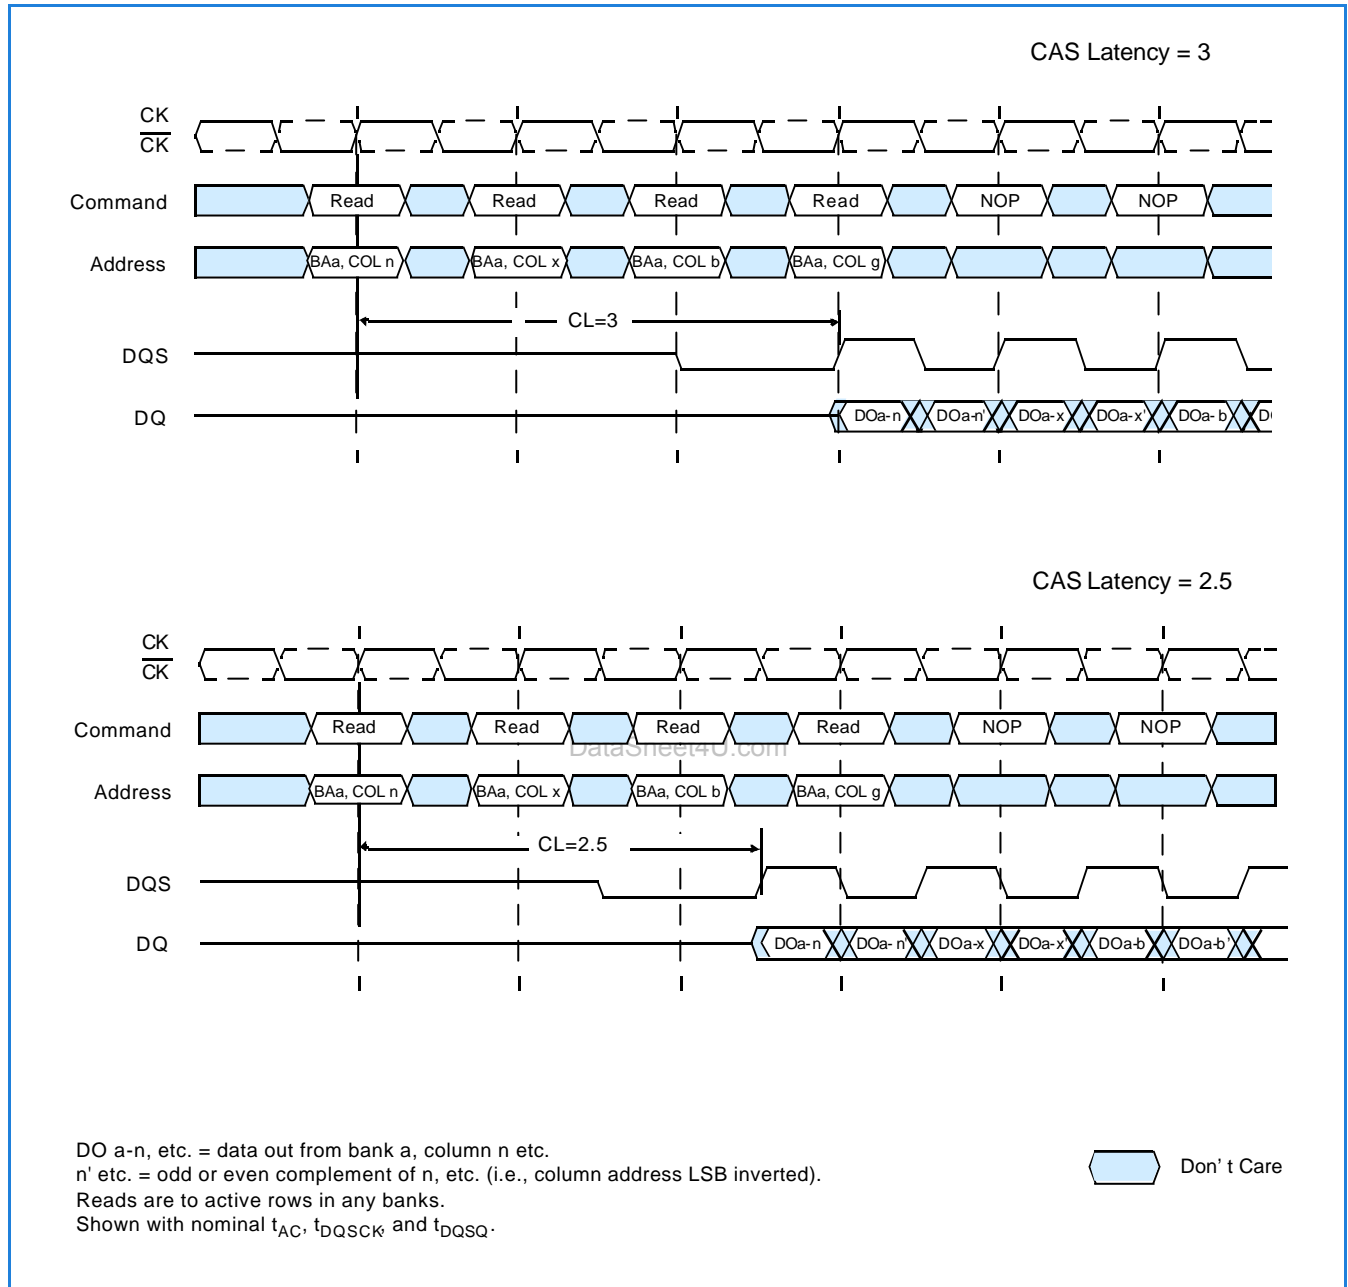 CAS Latency = 3
CK
CK
Command Read Read Read Read NOP NOP
Address BAa, COL n BAa, COL x BAa, COL b BAa, COL g
CL=3
DQS
DQ DOa-n DOa-n' DOa-x DOa-x' DOa-b
CAS Latency = 2.5
CK
CK
Command Read Read Read Read NOP NOP
DataSheet4U.com
Address BAa, COL n BAa, COL x BAa, COL b BAa, COL g
CL=2.5
DQS
DQ DOa-n DOa-n' DOa-x DOa-x' DOa-b DOa-b'
DO a-n, etc. = data out from bank a, column n etc.
n' etc. = odd or even complement of n, etc. (i.e., column address LSB inverted).
Don't Care
Reads are to active rows in any banks.
Shown with nominal tAC, tDQSCK, and tDQSQ.